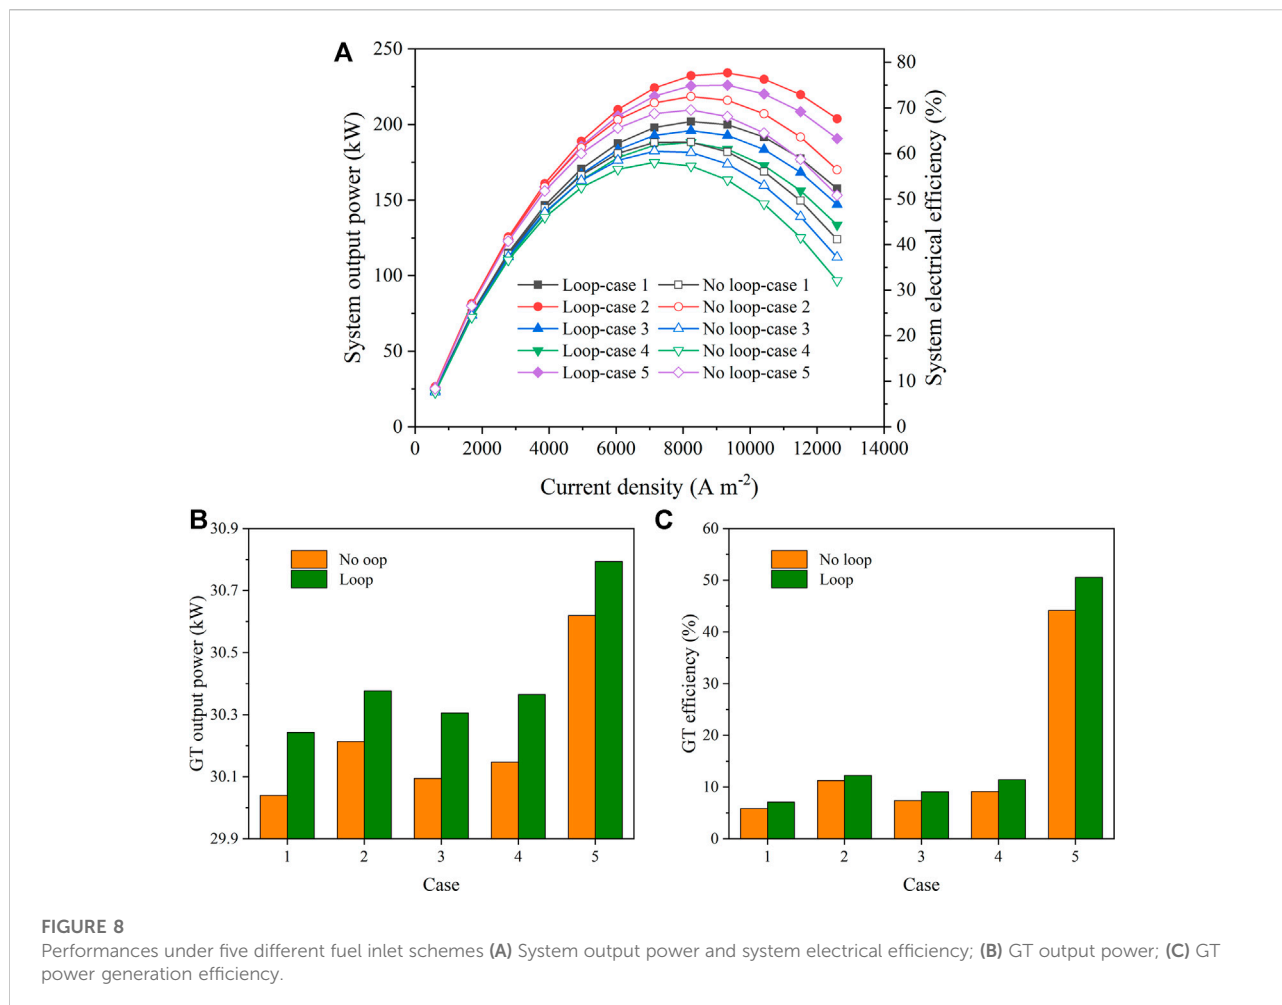 A
250
200
150
100
50
0
System output power (kW)
80
70
60
50
40
30
20
10
0
System electrical efficiency (%)
Loop-case 1 No loop-case 1
Loop-case 2 No loop-case 2
Loop-case 3 No loop-case 3
Loop-case 4 No loop-case 4
Loop-case 5 No loop-case 5
0 2000 4000 6000 8000 10000 12000 14000
Current density (A m-2)
B
30.9
30.7
30.5
30.3
30.1
29.9
GT output power (kW)
No oop
Loop
1 2 3 4 5
Case
C
60
50
40
30
20
10
0
GT efficiency (%)
No loop
Loop
1 2 3 4 5
Case
FIGURE 8
Performances under five different fuel inlet schemes (A) System output power and system electrical efficiency; (B) GT output power; (C) GT
power generation efficiency.